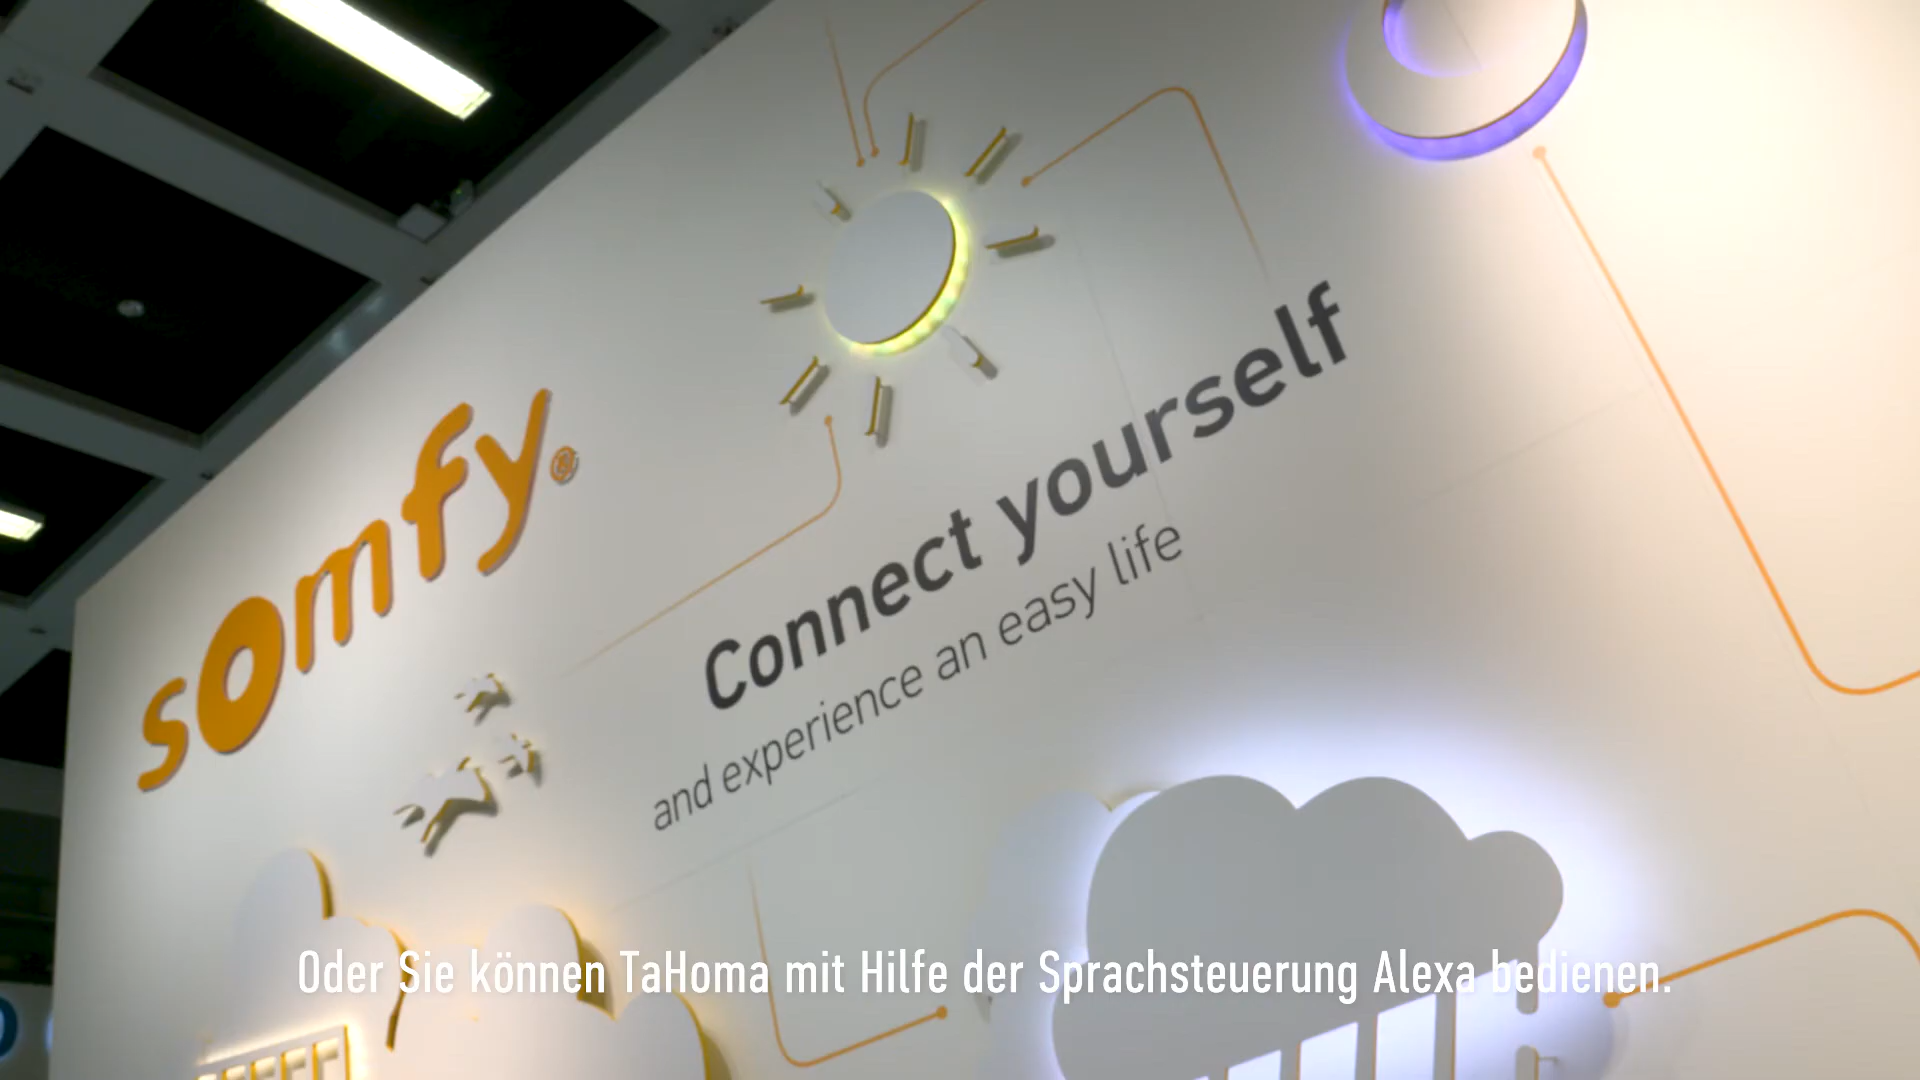 somfy®
Connect yourself
and experience an easy life
Oder Sie können TaHoma mit Hilfe der Sprachsteuerung Alexa bedienen.